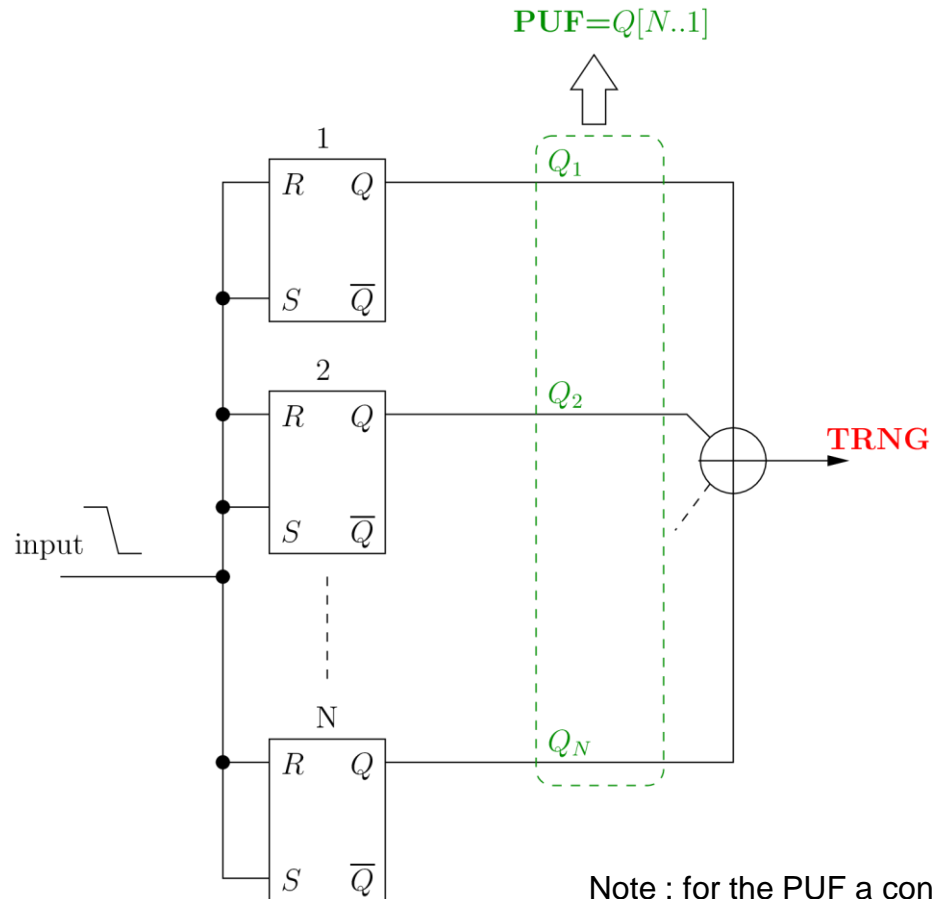 PUF=Q[N..1]
1
R Q Q₁
S Q̅
2
R Q Q₂
TRNG
S Q̅
input
N
R Q Q_N
S Q̅
Note : for the PUF a con